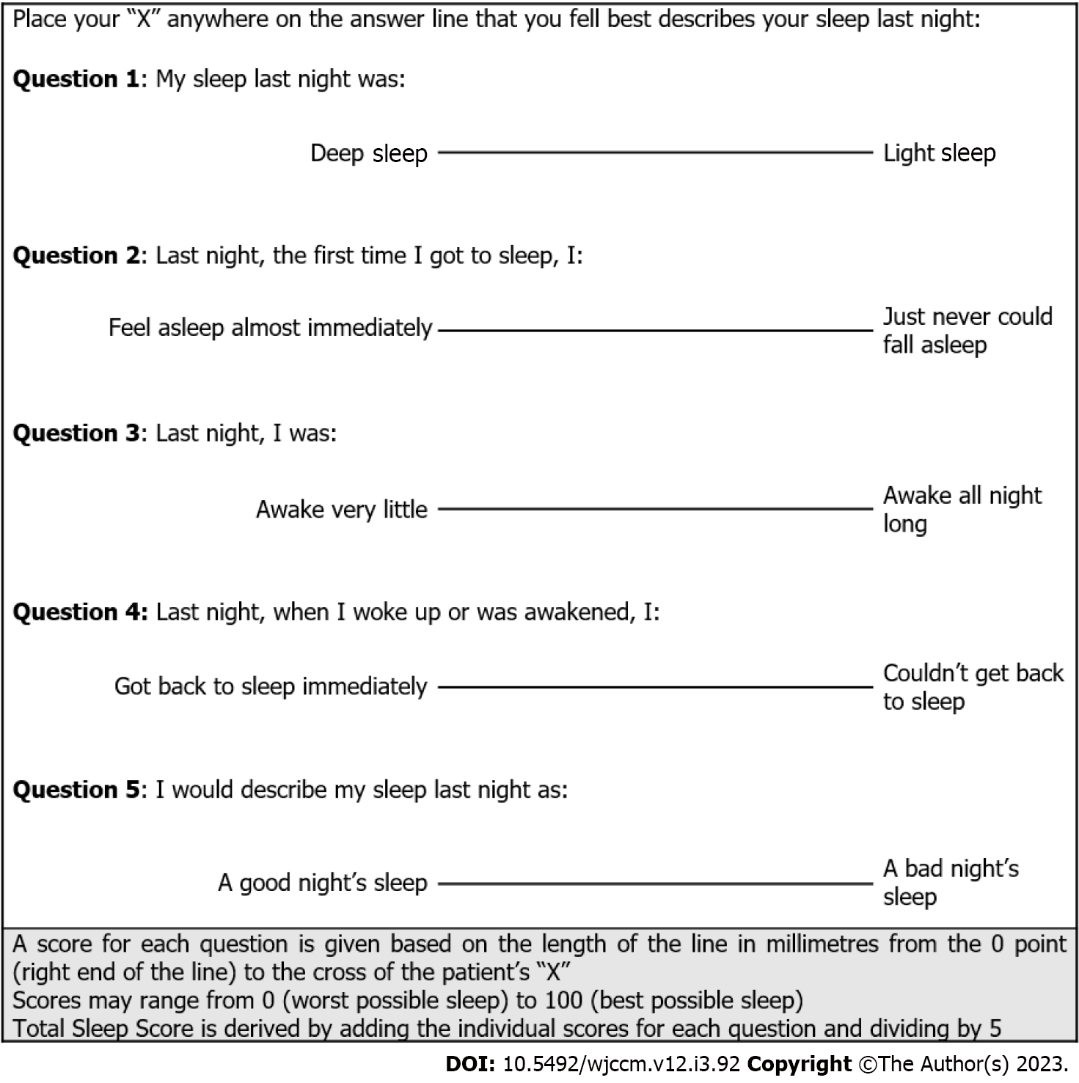 Place your “X” anywhere on the answer line that you fell best describes your sleep last night:
Question 1: My sleep last night was:
Deep sleep Light sleep
Question 2: Last night, the first time I got to sleep, I:
Feel asleep almost immediately Just never could
fall asleep
Question 3: Last night, I was:
Awake very little Awake all night
long
Question 4: Last night, when I woke up or was awakened, I:
Got back to sleep immediately Couldn’t get back
to sleep
Question 5: I would describe my sleep last night as:
A good night’s sleep A bad night’s
sleep
A score for each question is given based on the length of the line in millimetres from the 0 point
(right end of the line) to the cross of the patient’s “X”
Scores may range from 0 (worst possible sleep) to 100 (best possible sleep)
Total Sleep Score is derived by adding the individual scores for each question and dividing by 5
DOI: 10.5492/wjccm.v12.i3.92 Copyright ©The Author(s) 2023.